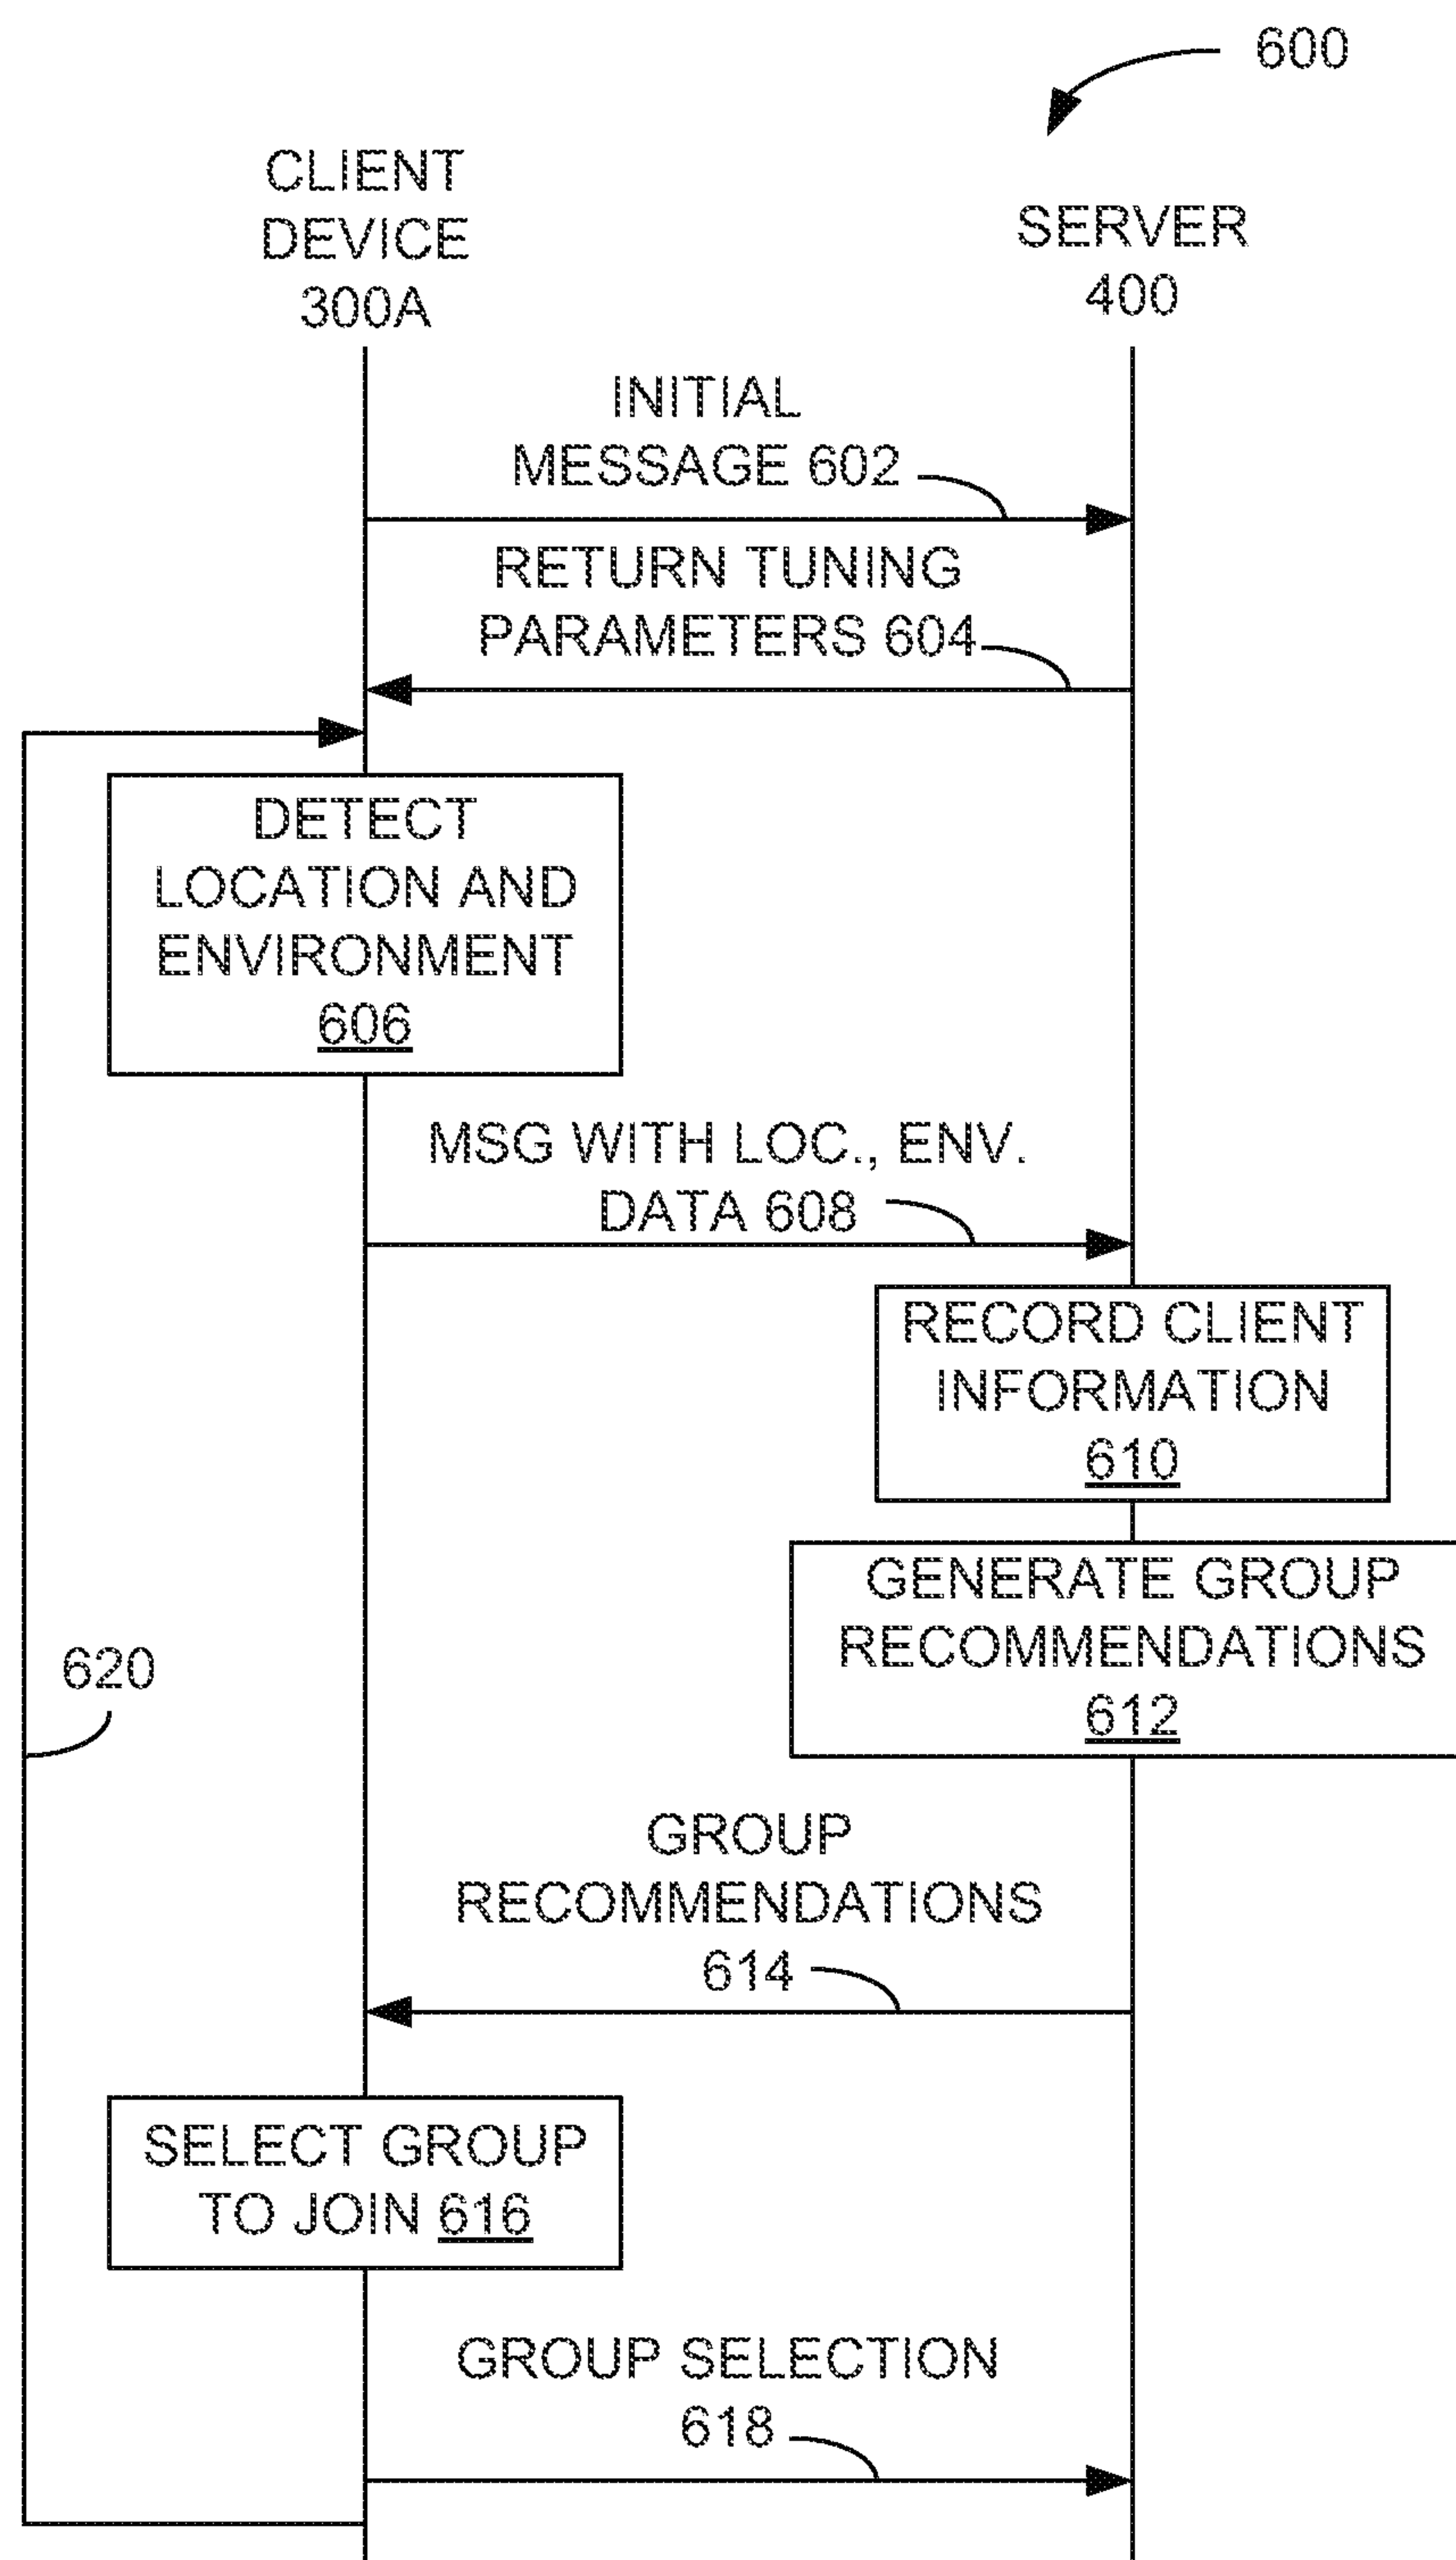 600
CLIENT
DEVICE
300A
SERVER
400
INITIAL
MESSAGE 602
RETURN TUNING
PARAMETERS 604
DETECT
LOCATION AND
ENVIRONMENT
606
MSG WITH LOC., ENV.
DATA 608
RECORD CLIENT
INFORMATION
610
GENERATE GROUP
RECOMMENDATIONS
612
620
GROUP
RECOMMENDATIONS
614
SELECT GROUP
TO JOIN 616
GROUP SELECTION
618